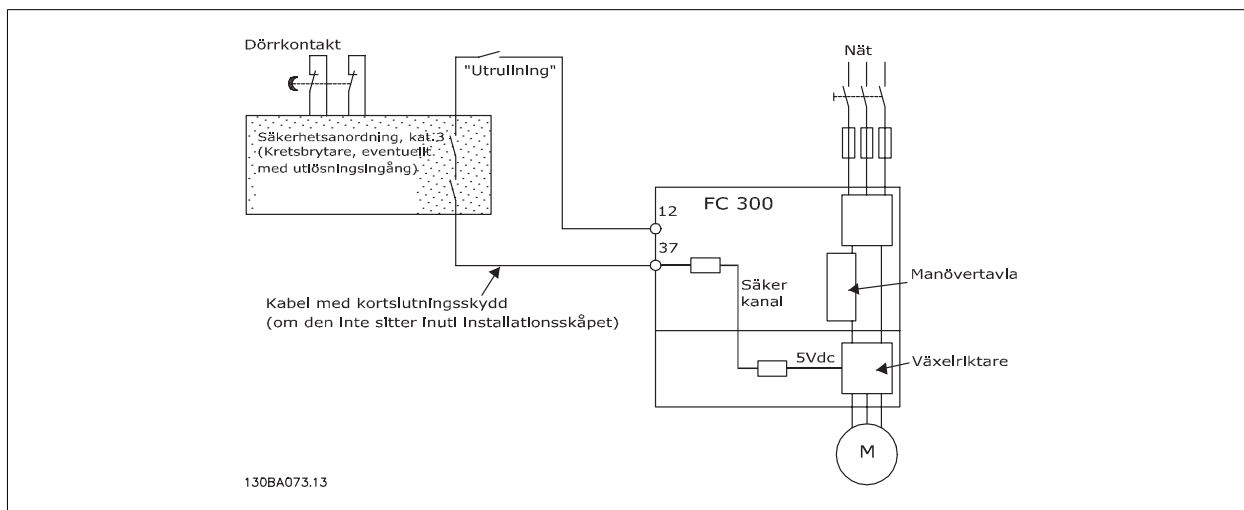 Dörrkontakt
Nät
"Utrullning"
Säkerhetsanordning, kat.3
(Kretsbrytare, eventuellt
med utlösningsingång)
12
FC 300
37
Säker
kanal
Manövertavla
Kabel med kortslutningsskydd
(om den inte sitter inuti installationsskåpet)
5Vdc
Växelriktare
M
130BA073.13